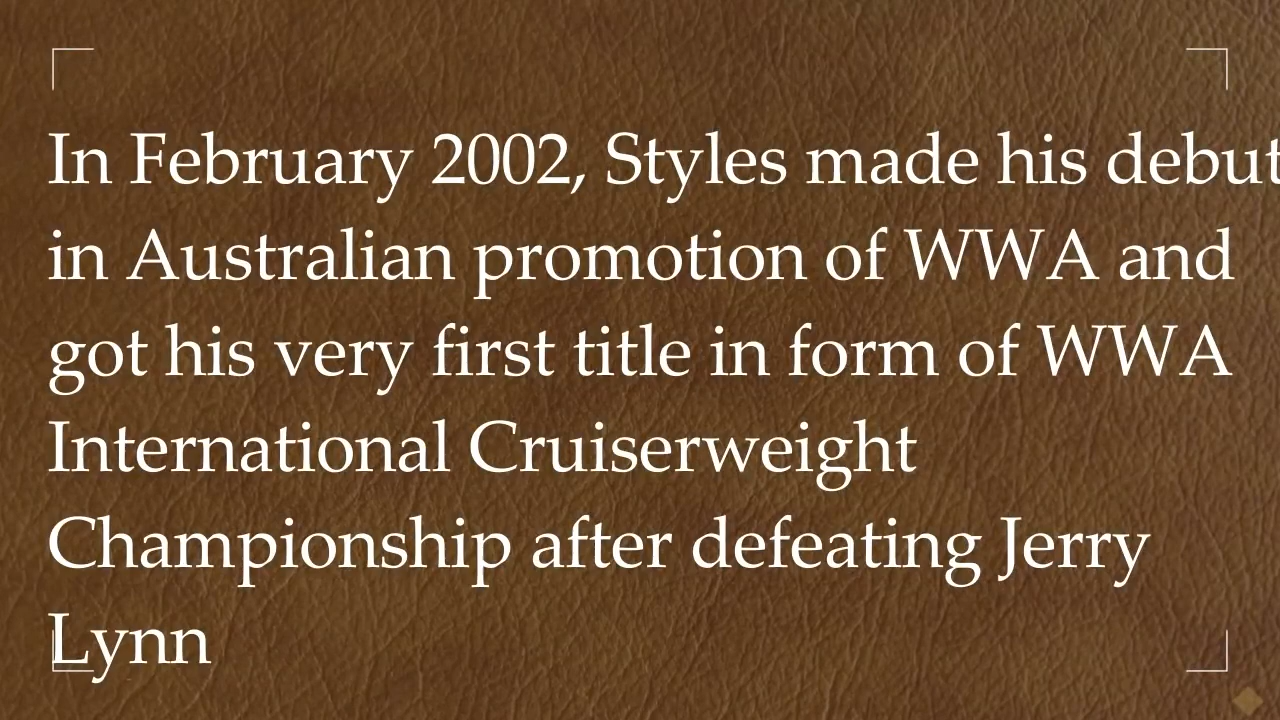 In February 2002, Styles made his debut
in Australian promotion of WWA and
got his very first title in form of WWA
International Cruiserweight
Championship after defeating Jerry
Lynn